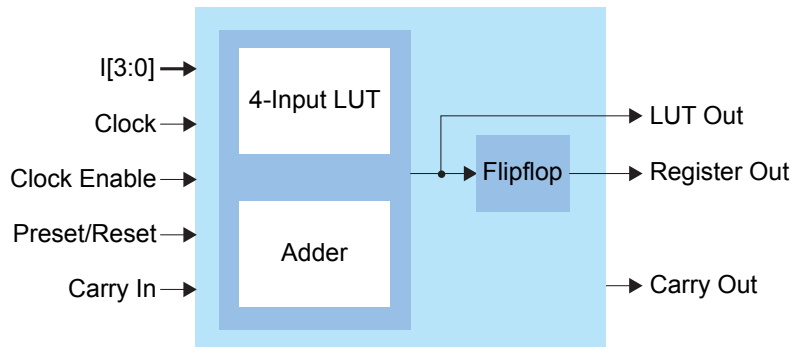 I[3:0]
Clock
Clock Enable
Preset/Reset
Carry In
4-Input LUT
Adder
Flipflop
LUT Out
Register Out
Carry Out